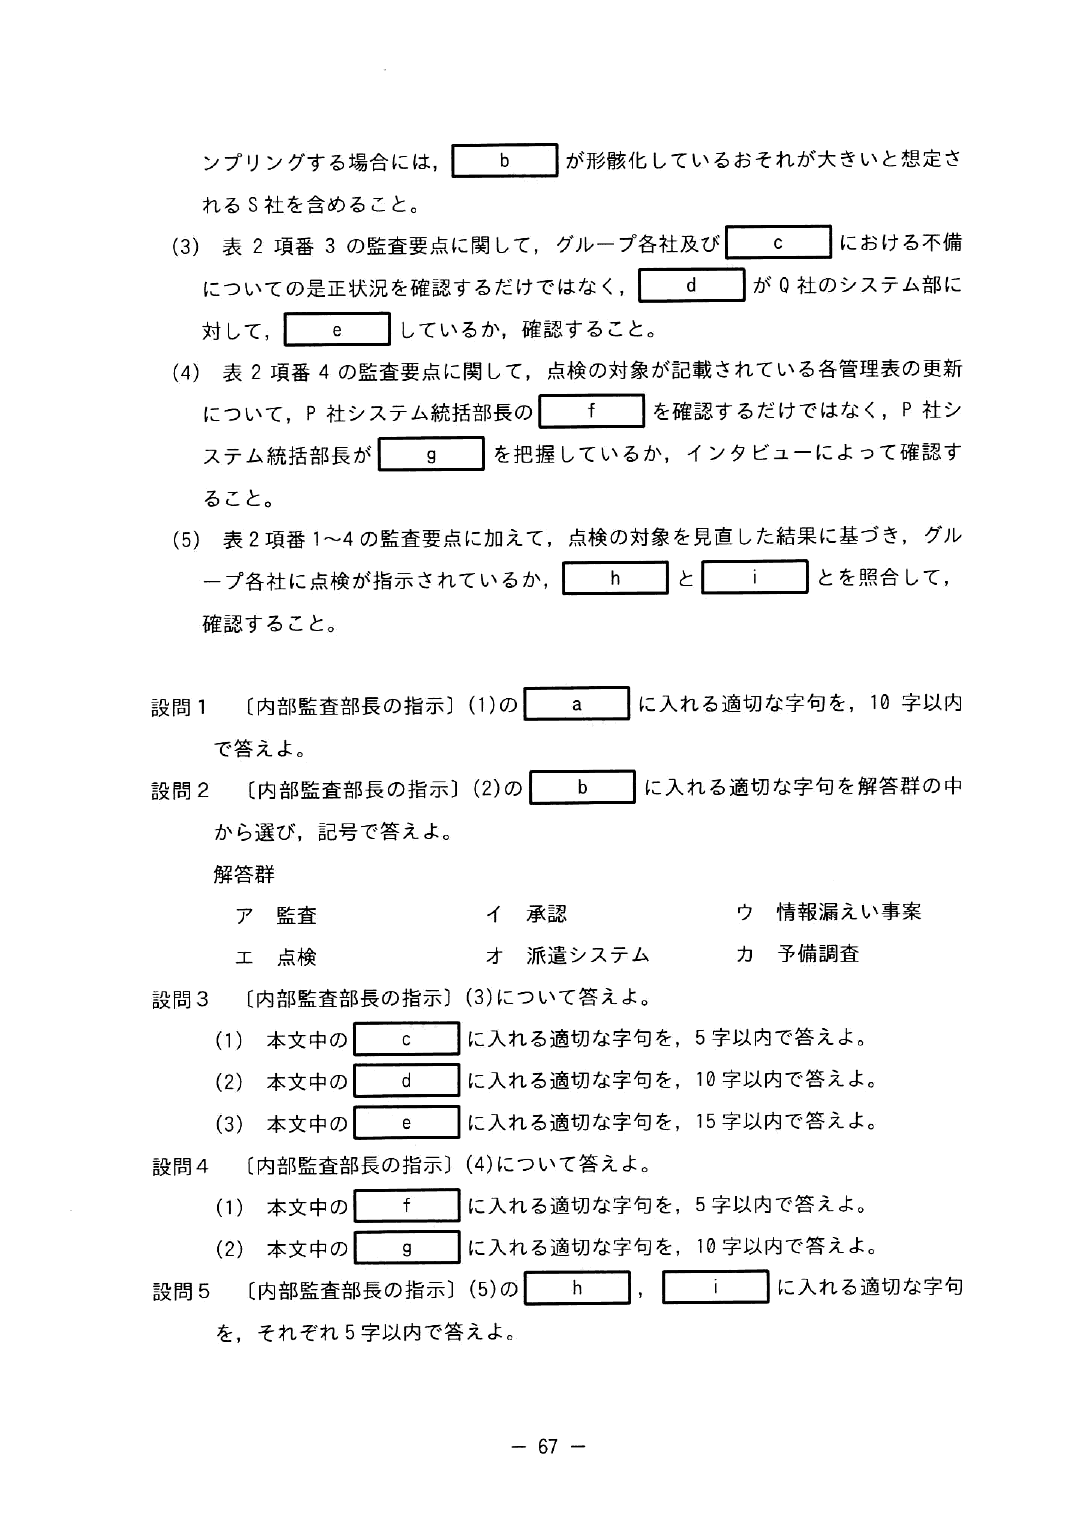 ンプリングする場合には，bが形骸化しているおそれが大きいと想定さ
れるS社を含めること。
(3) 表2項番3の監査要点に関して，グループ各社及びcにおける不備
についての是正状況を確認するだけではなく，dがQ社のシステム部に
対して，eしているか，確認すること。
(4) 表2項番4の監査要点に関して，点検の対象が記載されている各管理表の更新
について，P社システム統括部長のfを確認するだけではなく，P社シ
ステム統括部長がgを把握しているか，インタビューによって確認す
ること。
(5) 表2項番1～4の監査要点に加えて，点検の対象を見直した結果に基づき，グル
ープ各社に点検が指示されているか，hとiとを照合して，
確認すること。
設問1 〔内部監査部長の指示〕(1)のaに入れる適切な字句を，10字以内
で答えよ。
設問2 〔内部監査部長の指示〕(2)のbに入れる適切な字句を解答群の中
から選び，記号で答えよ。
解答群
ア 監査 イ 承認 ウ 情報漏えい事案
エ 点検 オ 派遣システム カ 予備調査
設問3 〔内部監査部長の指示〕(3)について答えよ。
(1) 本文中のcに入れる適切な字句を，5字以内で答えよ。
(2) 本文中のdに入れる適切な字句を，10字以内で答えよ。
(3) 本文中のeに入れる適切な字句を，15字以内で答えよ。
設問4 〔内部監査部長の指示〕(4)について答えよ。
(1) 本文中のfに入れる適切な字句を，5字以内で答えよ。
(2) 本文中のgに入れる適切な字句を，10字以内で答えよ。
設問5 〔内部監査部長の指示〕(5)のh，iに入れる適切な字句
を，それぞれ5字以内で答えよ。
― 67 ―